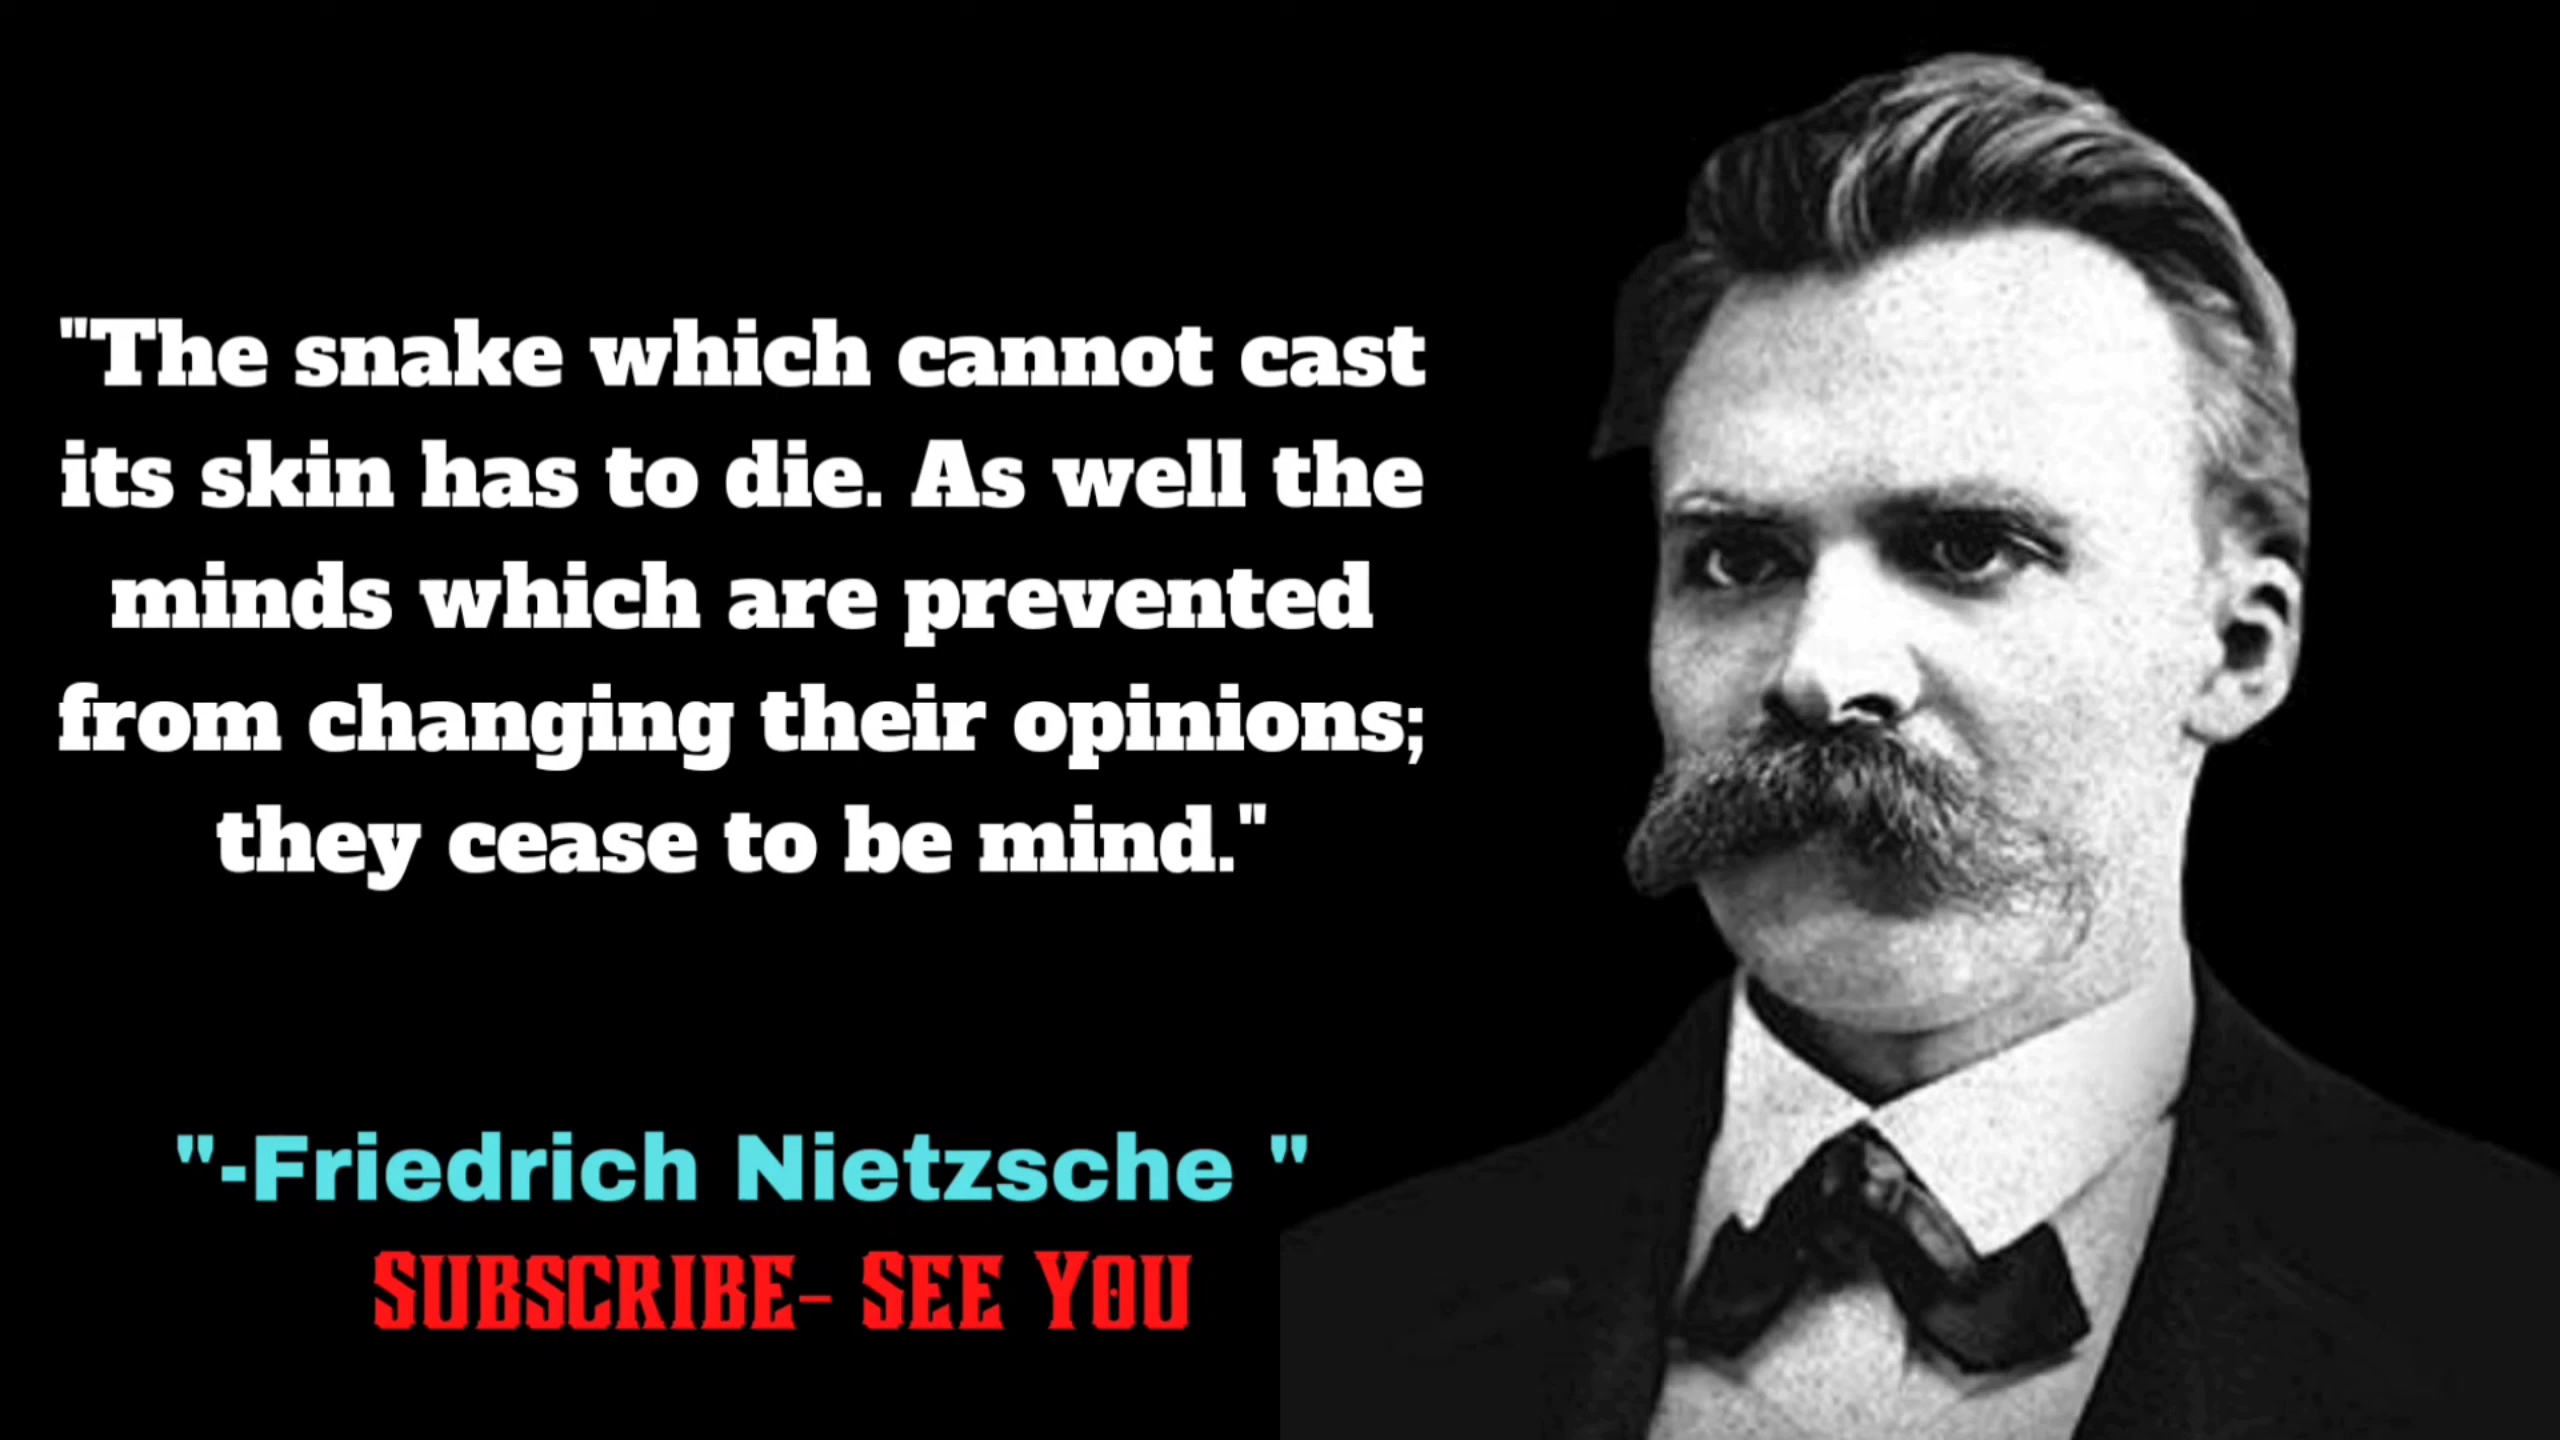 "The snake which cannot cast
its skin has to die. As well the
minds which are prevented
from changing their opinions;
they cease to be mind."
"-Friedrich Nietzsche "
SUBSCRIBE- SEE YOU